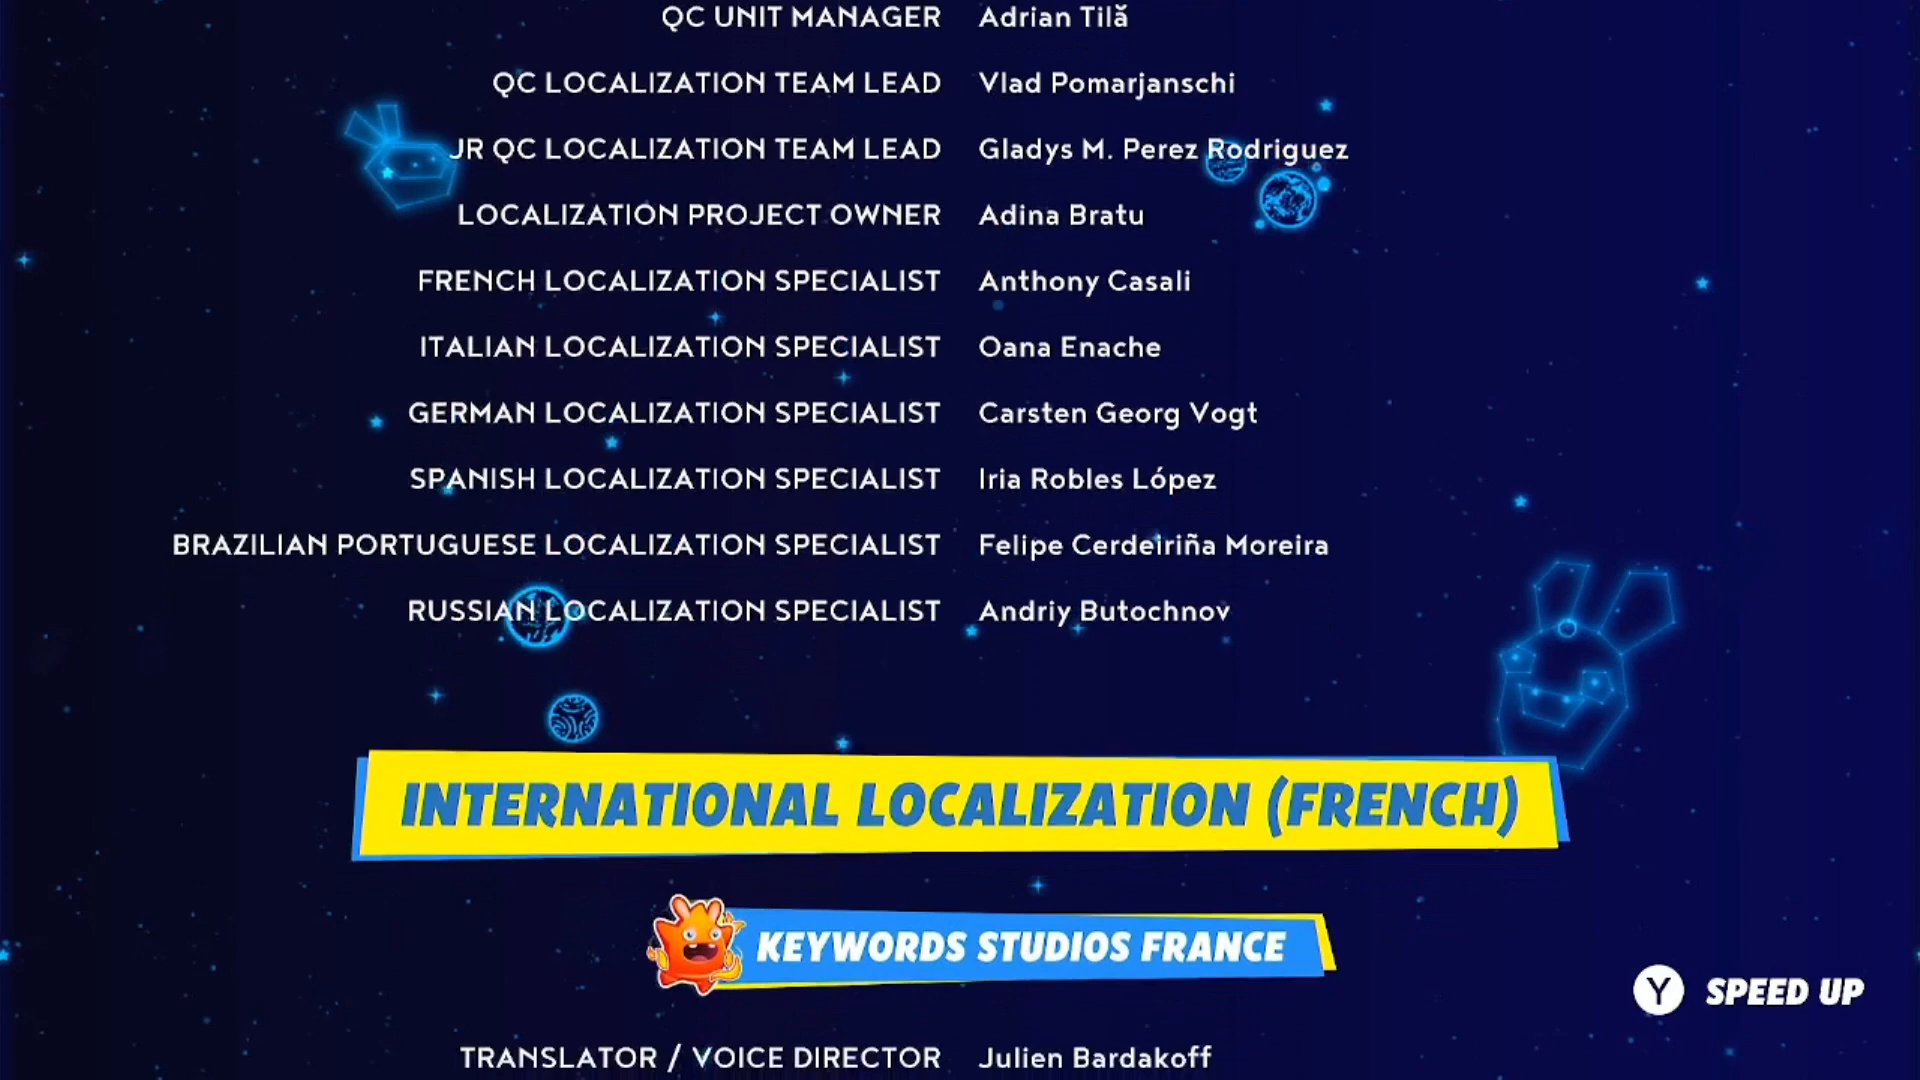 QC UNIT MANAGER Adrian Tilă
QC LOCALIZATION TEAM LEAD Vlad Pomarjanschi
JR QC LOCALIZATION TEAM LEAD Gladys M. Perez Rodriguez
LOCALIZATION PROJECT OWNER Adina Bratu
FRENCH LOCALIZATION SPECIALIST Anthony Casali
ITALIAN LOCALIZATION SPECIALIST Oana Enache
GERMAN LOCALIZATION SPECIALIST Carsten Georg Vogt
SPANISH LOCALIZATION SPECIALIST Iria Robles López
BRAZILIAN PORTUGUESE LOCALIZATION SPECIALIST Felipe Cerdeiriña Moreira
RUSSIAN LOCALIZATION SPECIALIST Andriy Butochnov
INTERNATIONAL LOCALIZATION (FRENCH)
KEYWORDS STUDIOS FRANCE
Y SPEED UP
TRANSLATOR / VOICE DIRECTOR Julien Bardakoff